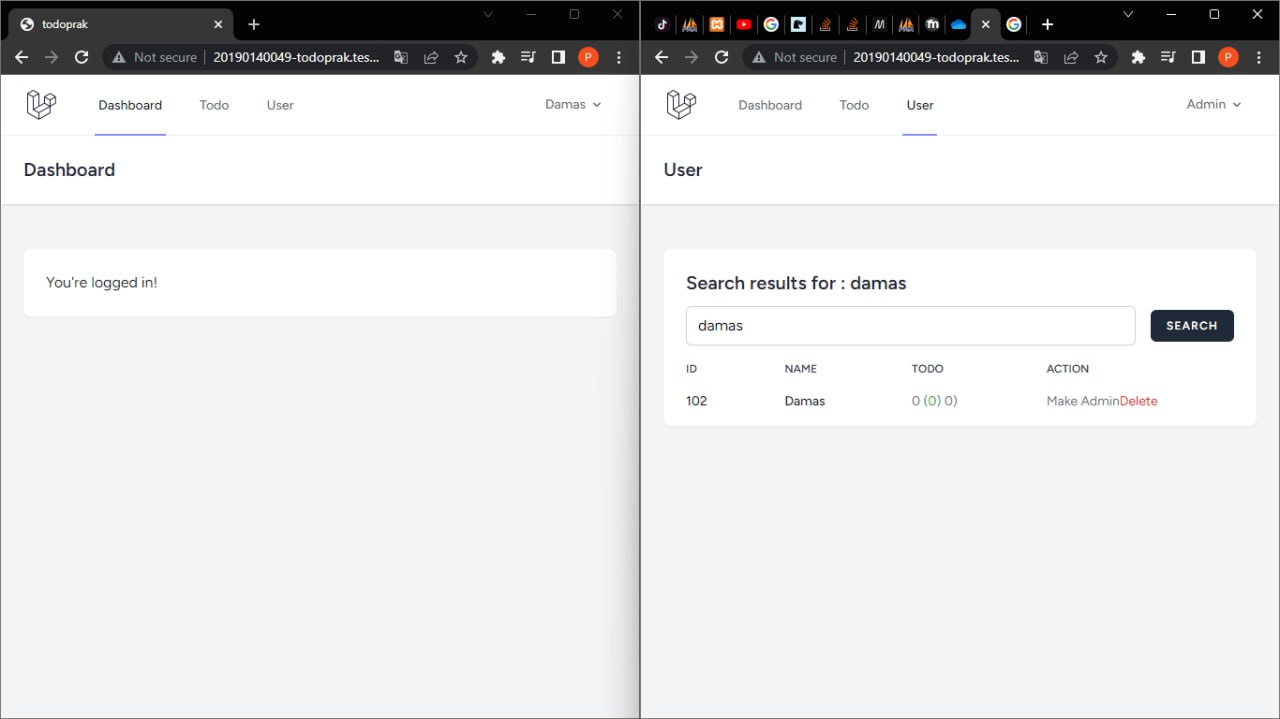 todoprak
Not secure
20190140049-todoprak.tes...
P
Dashboard
Todo
User
Damas
Dashboard
You're logged in!
Not secure
20190140049-todoprak.tes...
P
Dashboard
Todo
User
Admin
User
Search results for : damas
damas
SEARCH
ID NAME TODO ACTION
102 Damas 0 (0) 0) Make AdminDelete